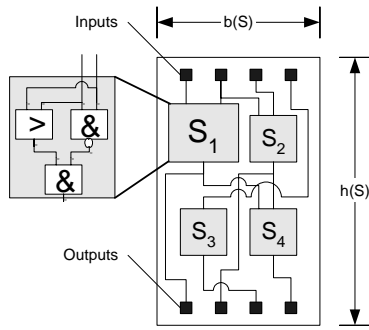 b(S)
Inputs
>
&
S1
S2
&
h(S)
S3
S4
Outputs